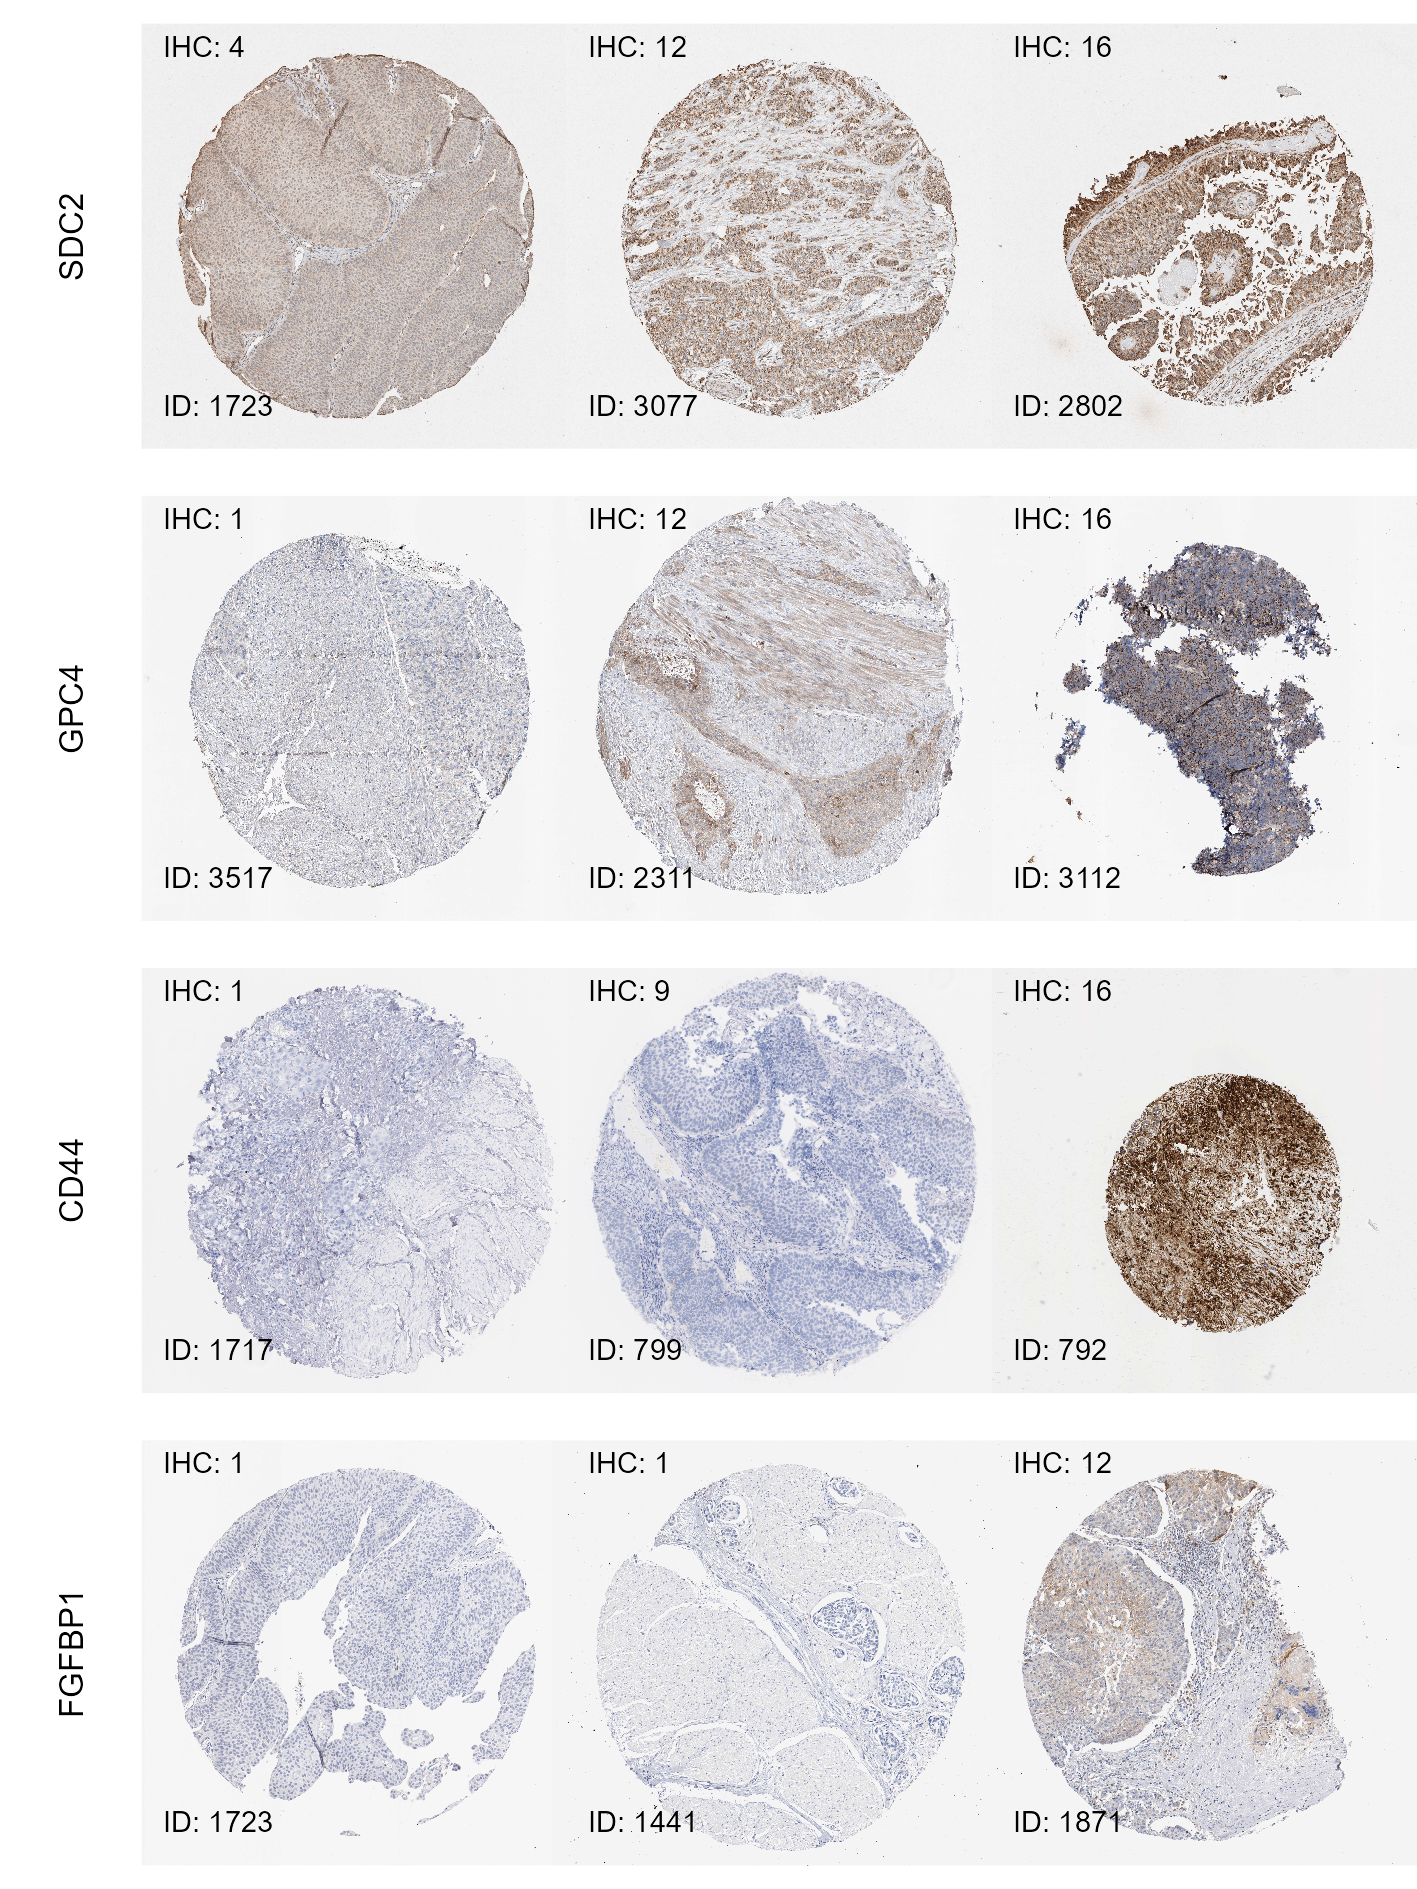 SDC2
IHC: 4
IHC: 12
IHC: 16
ID: 1723
ID: 3077
ID: 2802
GPC4
IHC: 1
IHC: 12
IHC: 16
ID: 3517
ID: 2311
ID: 3112
CD44
IHC: 1
IHC: 9
IHC: 16
ID: 1717
ID: 799
ID: 792
FGFBP1
IHC: 1
IHC: 1
IHC: 12
ID: 1723
ID: 1441
ID: 1871